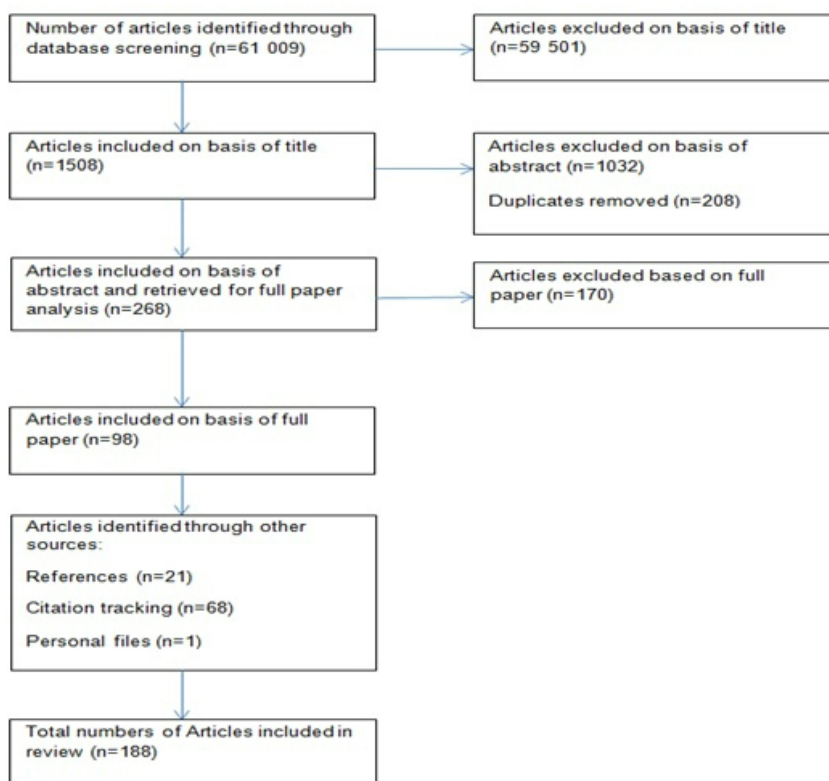 Number of articles identified through
database screening (n=61 009)
Articles excluded on basis of title
(n=59 501)
Articles included on basis of title
(n=1508)
Articles excluded on basis of
abstract (n=1032)
Duplicates removed (n=208)
Articles included on basis of
abstract and retrieved for full paper
analysis (n=268)
Articles excluded based on full
paper (n=170)
Articles included on basis of full
paper (n=98)
Articles identified through other
sources:
References (n=21)
Citation tracking (n=68)
Personal files (n=1)
Total numbers of Articles included in
review (n=188)